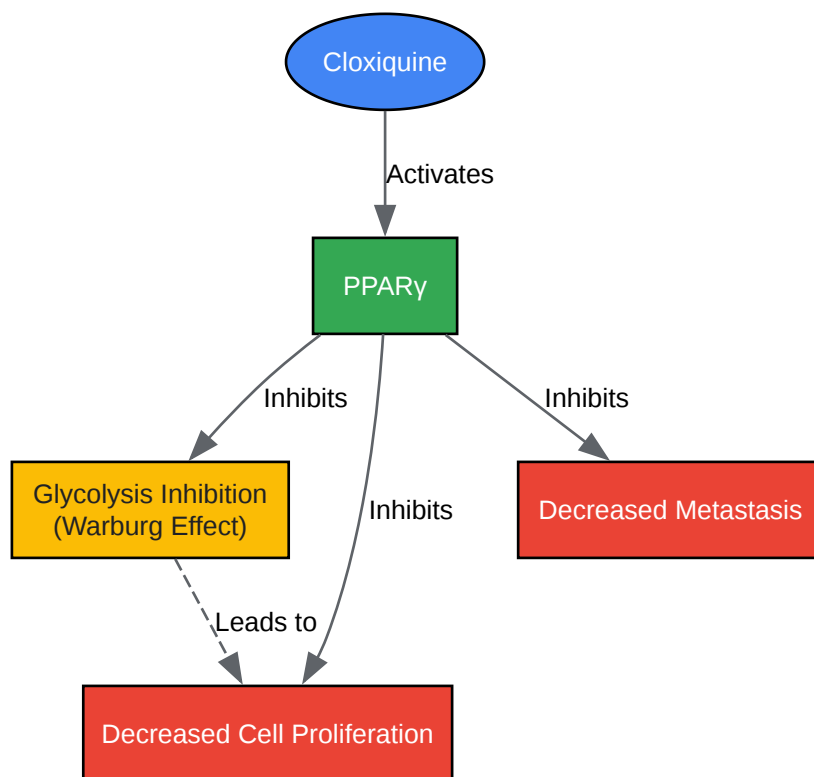 Cloxiquine
Activates
PPARγ
Inhibits
Inhibits
Inhibits
Glycolysis Inhibition
(Warburg Effect)
Decreased Metastasis
Leads to
Decreased Cell Proliferation